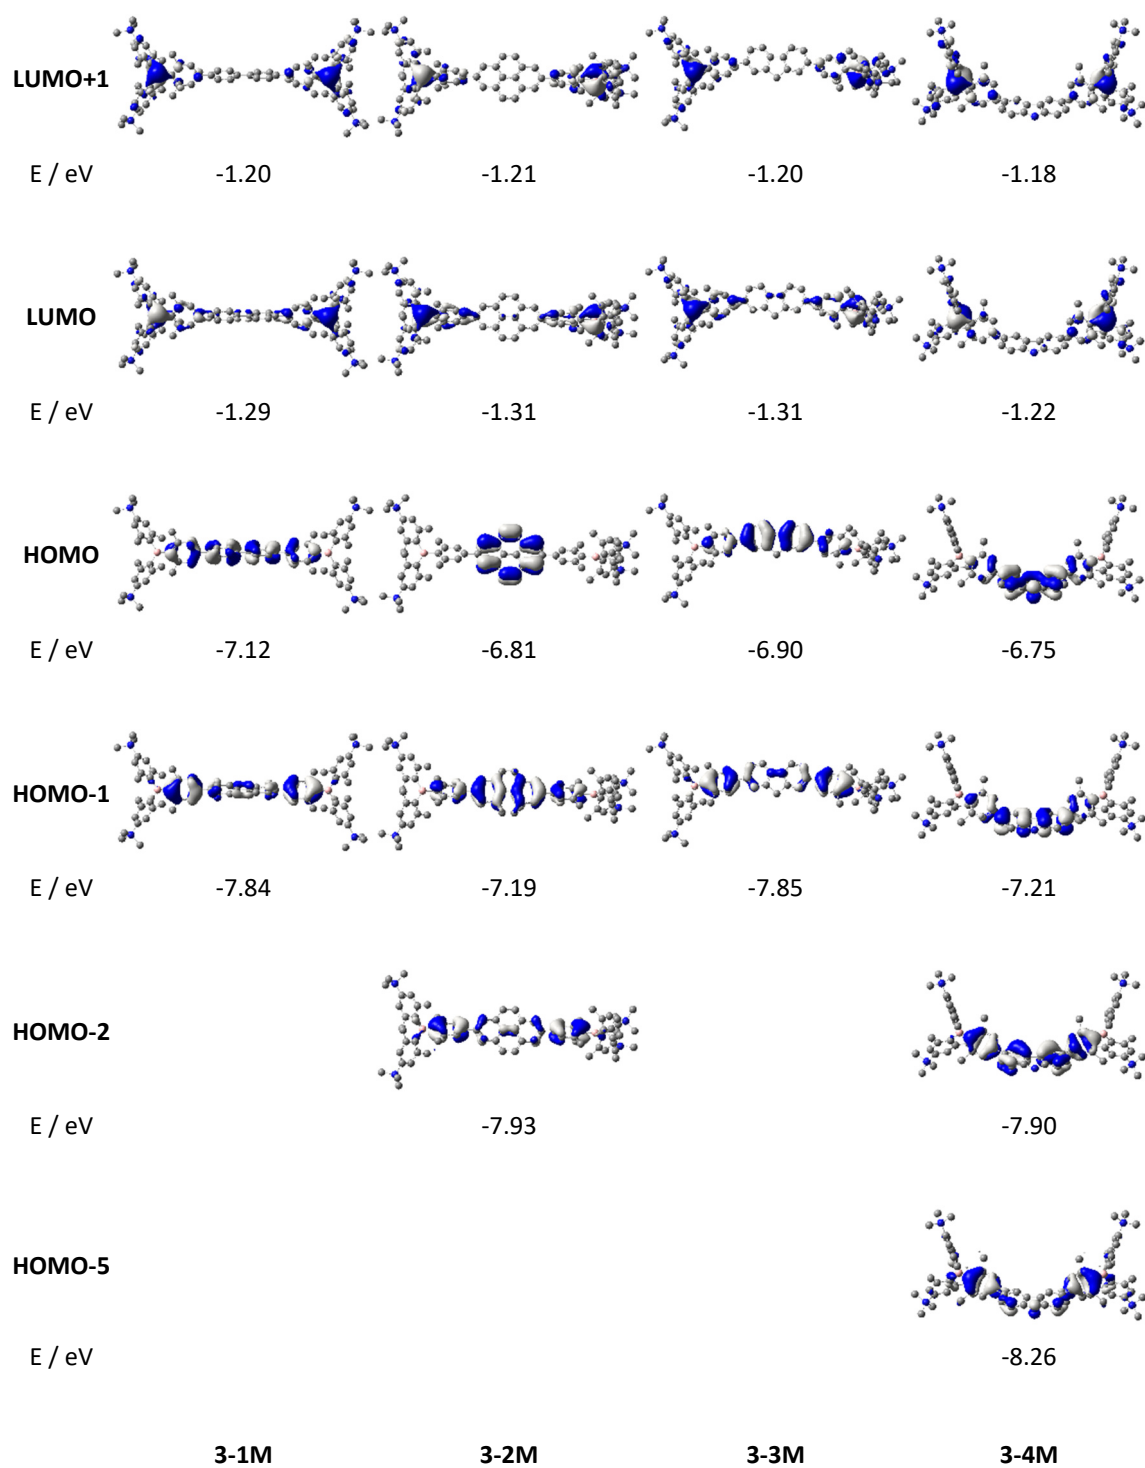 LUMO+1
E / eV -1.20 -1.21 -1.20 -1.18
LUMO
E / eV -1.29 -1.31 -1.31 -1.22
HOMO
E / eV -7.12 -6.81 -6.90 -6.75
HOMO-1
E / eV -7.84 -7.19 -7.85 -7.21
HOMO-2
E / eV -7.93 -7.90
HOMO-5
E / eV -8.26
3-1M 3-2M 3-3M 3-4M